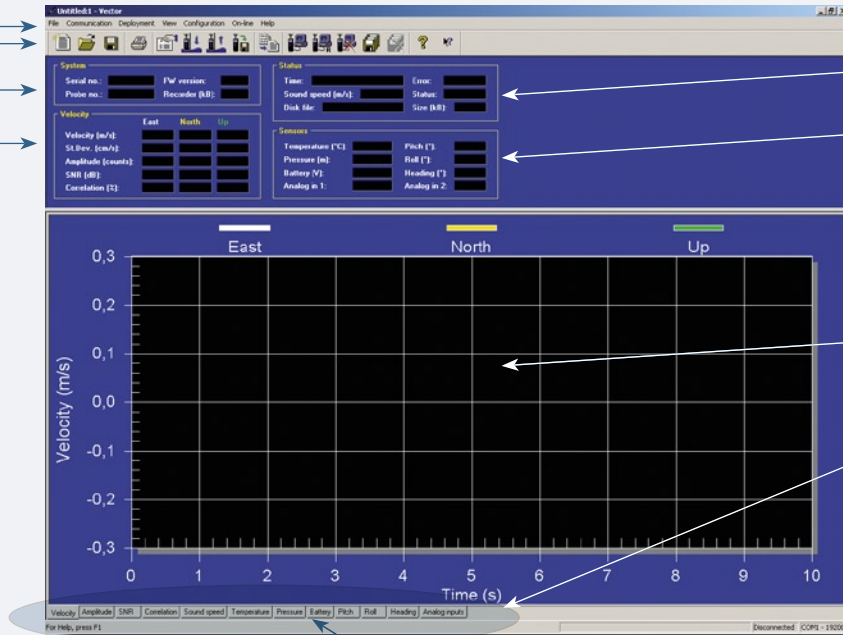 Untitled:1 - Vector
File Communication Deployment View Configuration On-line Help
System
Serial no.: FW version:
Probe no.: Recorder (kB):
Status
Time: Error:
Sound speed (m/s): Status:
Disk file: Size (kB):
Velocity
East North Up
Velocity (m/s):
St.Dev. (cm/s):
Amplitude (counts):
SNR (dB):
Correlation (%):
Sensors
Temperature (°C): Pitch (°):
Pressure (m): Roll (°):
Battery (V): Heading (°):
Analog in 1: Analog in 2:
East North Up
0,3
0,2
0,1
0,0
-0,1
-0,2
-0,3
Velocity (m/s)
0 1 2 3 4 5 6 7 8 9 10
Time (s)
Velocity Amplitude SNR Correlation Sound speed Temperature Pressure Battery Pitch Roll Heading Analog inputs
For Help, press F1
Disconnected COM1 - 19200